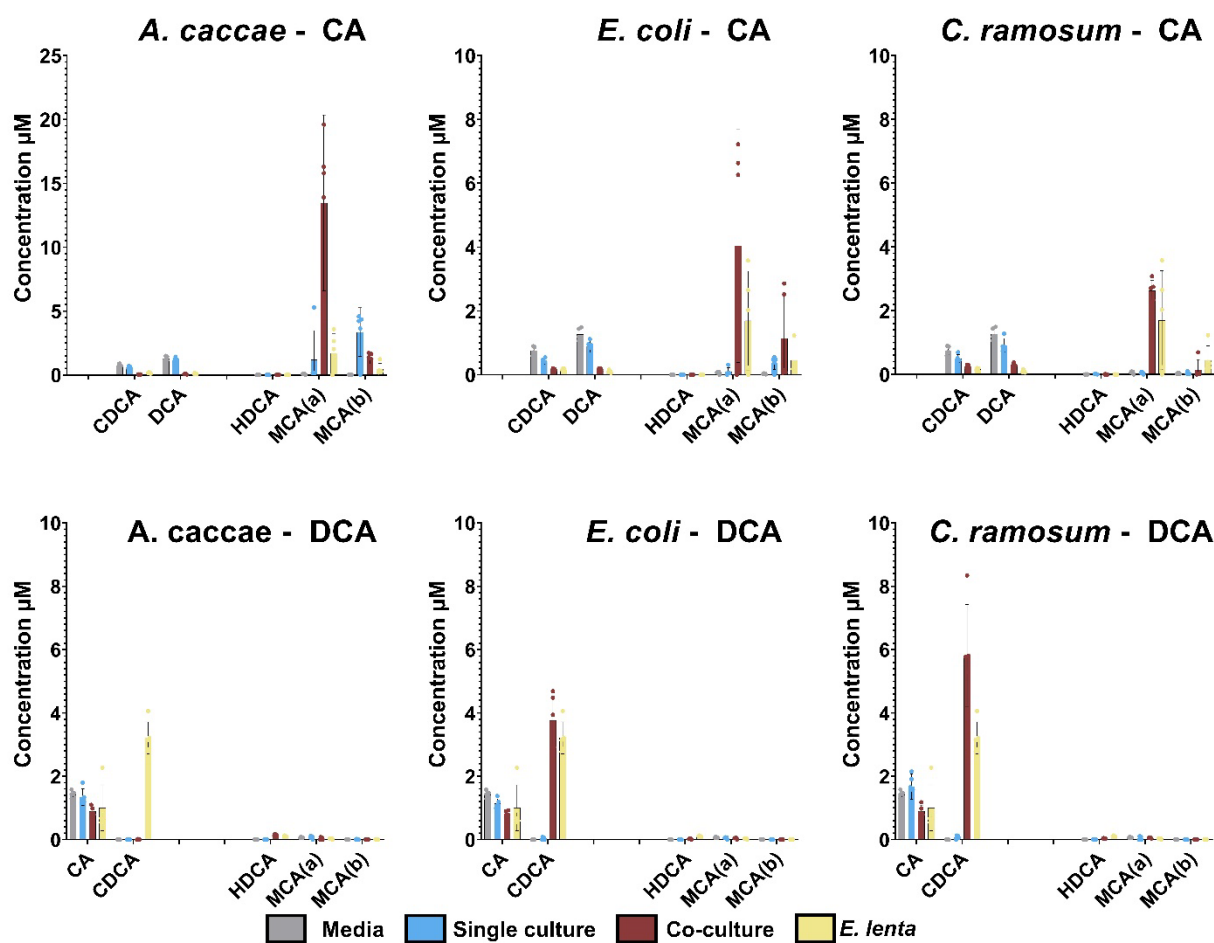 A. caccae - CA
E. coli - CA
C. ramosum - CA
Concentration µM
25
20
15
10
5
0
CDCA
DCA
HDCA
MCA(a)
MCA(b)
Concentration µM
10
8
6
4
2
0
CDCA
DCA
HDCA
MCA(a)
MCA(b)
Concentration µM
10
8
6
4
2
0
CDCA
DCA
HDCA
MCA(a)
MCA(b)
A. caccae - DCA
E. coli - DCA
C. ramosum - DCA
Concentration µM
10
8
6
4
2
0
CA
CDCA
HDCA
MCA(a)
MCA(b)
Concentration µM
10
8
6
4
2
0
CA
CDCA
HDCA
MCA(a)
MCA(b)
Concentration µM
10
8
6
4
2
0
CA
CDCA
HDCA
MCA(a)
MCA(b)
Media Single culture Co-culture E. lenta